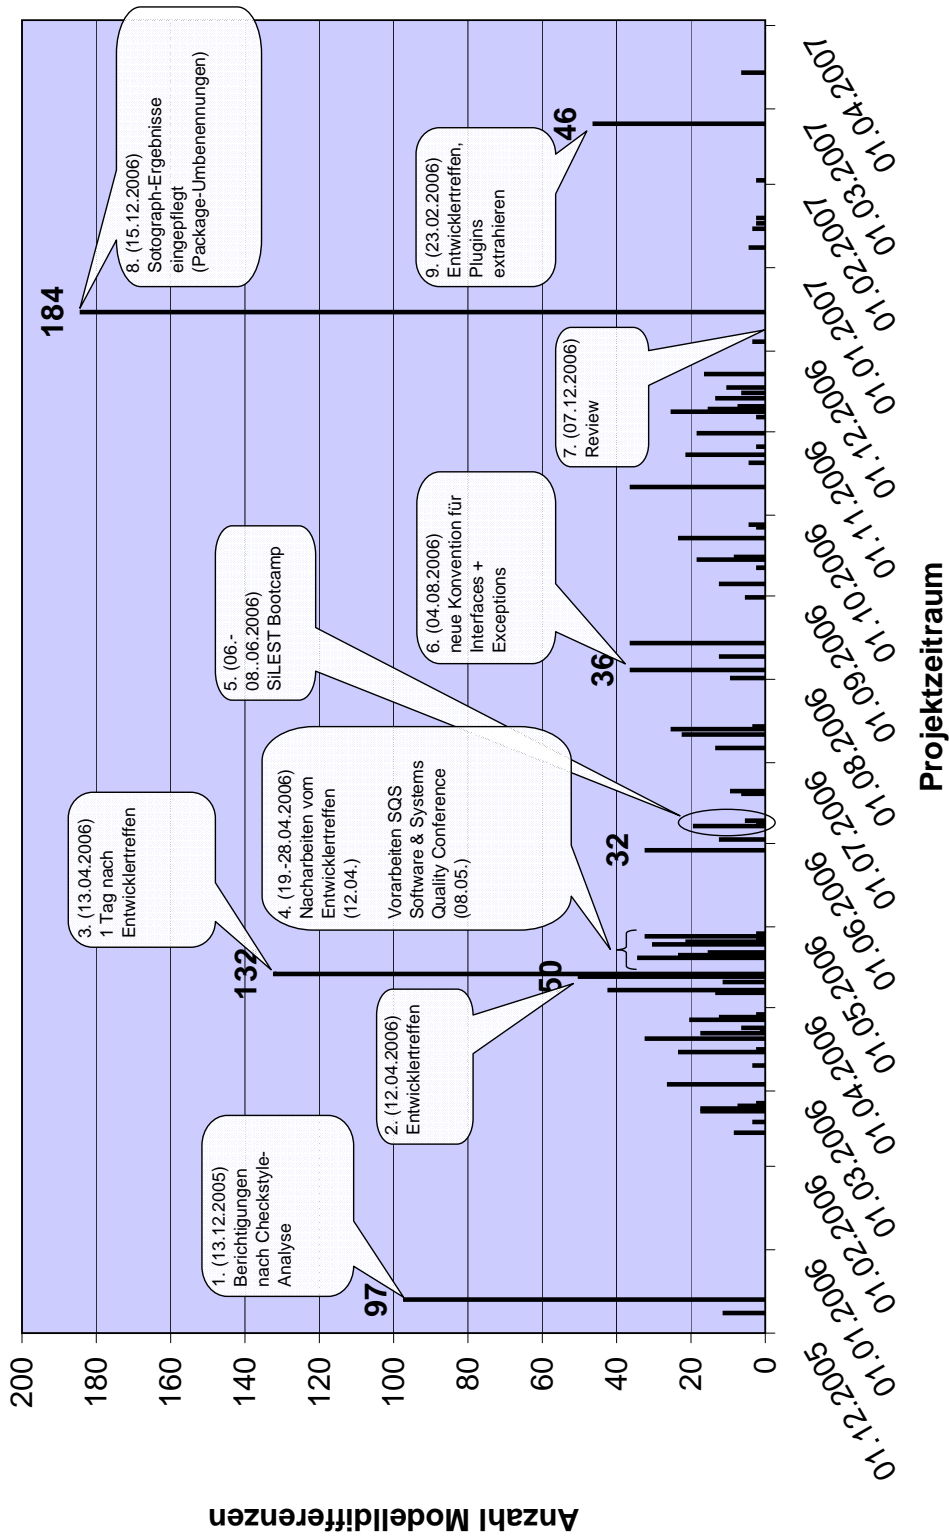 Anzahl Modelldifferenzen
200
180
160
140
120
100
80
60
40
20
0
97
1. (13.12.2005)
Berichtigungen
nach Checkstyle-
Analyse
50
2. (12.04.2006)
Entwicklertreffen
132
3. (13.04.2006)
1 Tag nach
Entwicklertreffen
4. (19.-28.04.2006)
Nacharbeiten vom
Entwicklertreffen
(12.04.)
Vorarbeiten SQS
Software & Systems
Quality Conference
(08.05.)
32
5. (06.-
08..06.2006)
SiLEST Bootcamp
36
6. (04.08.2006)
neue Konvention für
Interfaces +
Exceptions
7. (07.12.2006)
Review
184
8. (15.12.2006)
Sotograph-Ergebnisse
eingepflegt
(Package-Umbenennungen)
46
9. (23.02.2006)
Entwicklertreffen,
Plugins
extrahieren
01.12.2005
01.01.2006
01.02.2006
01.03.2006
01.04.2006
01.05.2006
01.06.2006
01.07.2006
01.08.2006
01.09.2006
01.10.2006
01.11.2006
01.12.2006
01.01.2007
01.02.2007
01.03.2007
01.04.2007
Projektzeitraum